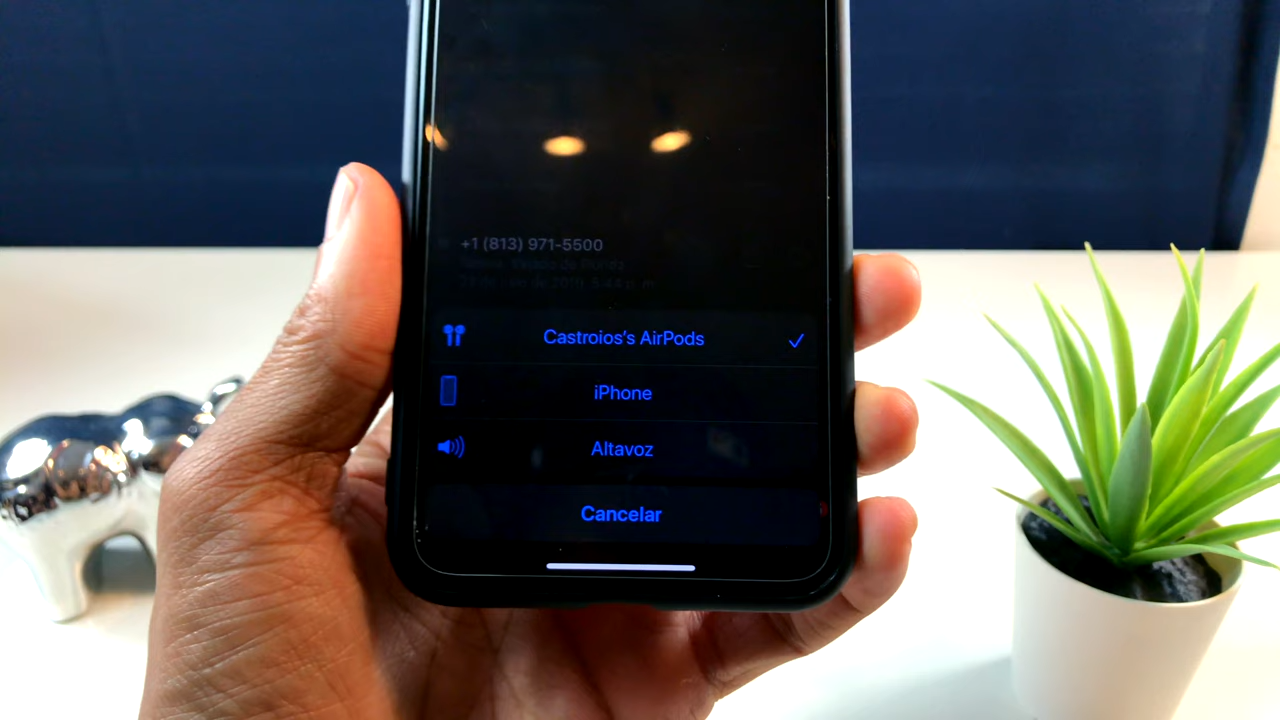 +1 (813) 971-5500
Castroios's AirPods
iPhone
Altavoz
Cancelar